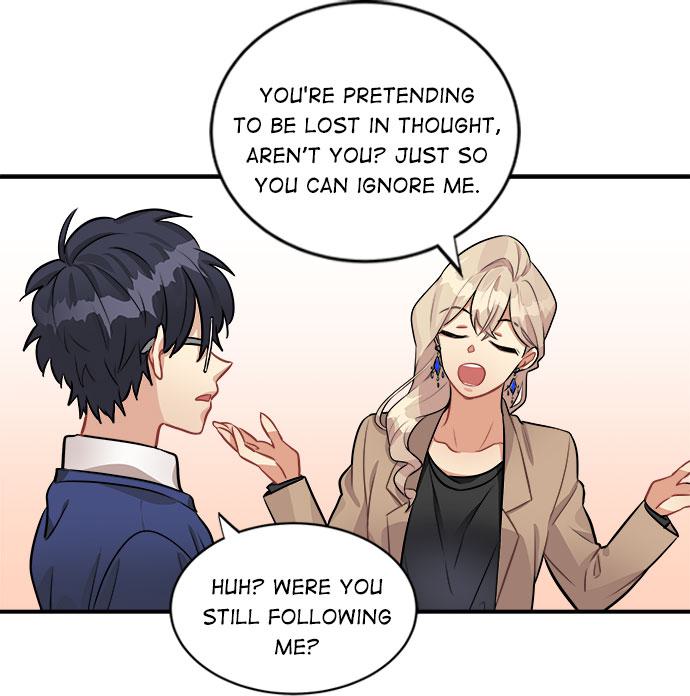 YOU'RE PRETENDING
TO BE LOST IN THOUGHT,
AREN'T YOU? JUST SO
YOU CAN IGNORE ME.
HUH? WERE YOU
STILL FOLLOWING
ME?